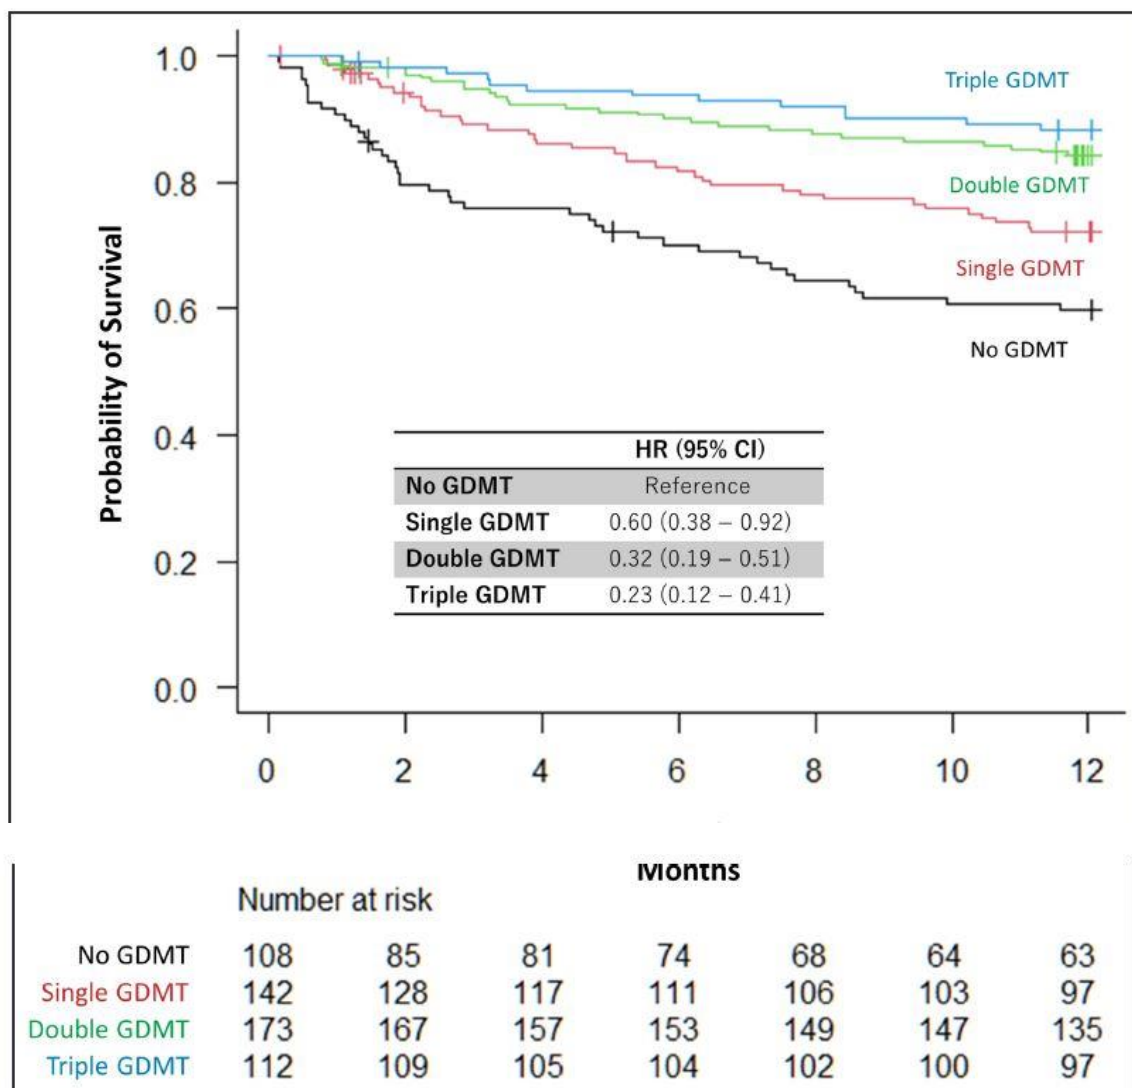 1.0
0.8
0.6
0.4
0.2
0.0
Probability of Survival
Triple GDMT
Double GDMT
Single GDMT
No GDMT
HR (95% CI)
No GDMT Reference
Single GDMT 0.60 (0.38 – 0.92)
Double GDMT 0.32 (0.19 – 0.51)
Triple GDMT 0.23 (0.12 – 0.41)
0 2 4 6 8 10 12
Months
Number at risk
No GDMT 108 85 81 74 68 64 63
Single GDMT 142 128 117 111 106 103 97
Double GDMT 173 167 157 153 149 147 135
Triple GDMT 112 109 105 104 102 100 97